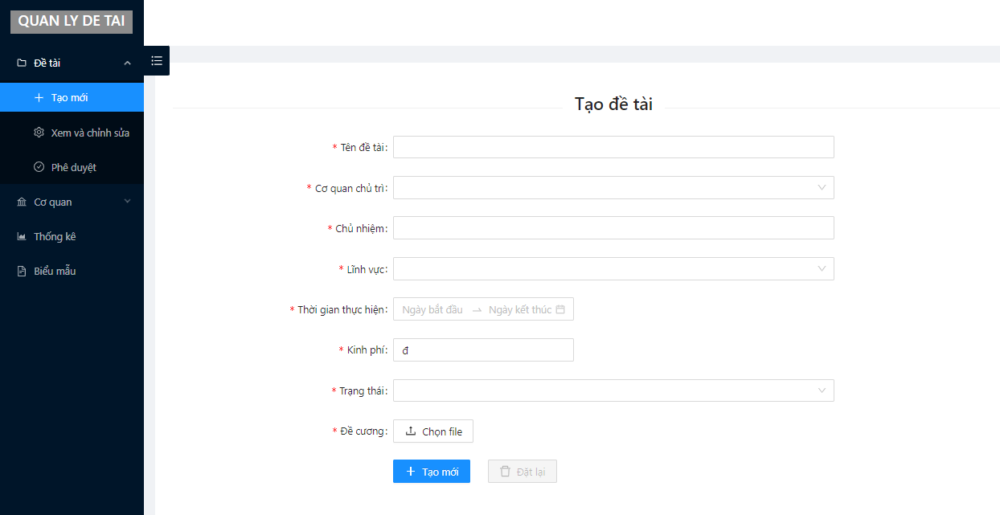 QUAN LY DE TAI
Đề tài
Tạo mới
Xem và chỉnh sửa
Phê duyệt
Cơ quan
Thống kê
Biểu mẫu
Tạo đề tài
* Tên đề tài:
* Cơ quan chủ trì:
* Chủ nhiệm:
* Lĩnh vực:
* Thời gian thực hiện: Ngày bắt đầu → Ngày kết thúc
* Kinh phí: đ
* Trạng thái:
* Đề cương: Chọn file
Tạo mới Đặt lại